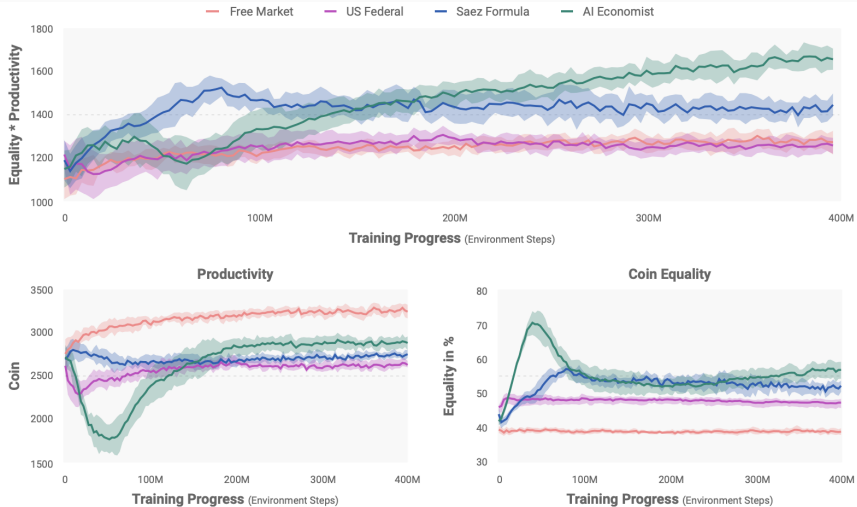 Free Market US Federal Saez Formula AI Economist
Equality * Productivity
1800
1600
1400
1200
1000
0 100M 200M 300M 400M
Training Progress (Environment Steps)
Productivity
Coin
3500
3000
2500
2000
1500
0 100M 200M 300M 400M
Training Progress (Environment Steps)
Coin Equality
Equality in %
80
70
60
50
40
30
0 100M 200M 300M 400M
Training Progress (Environment Steps)